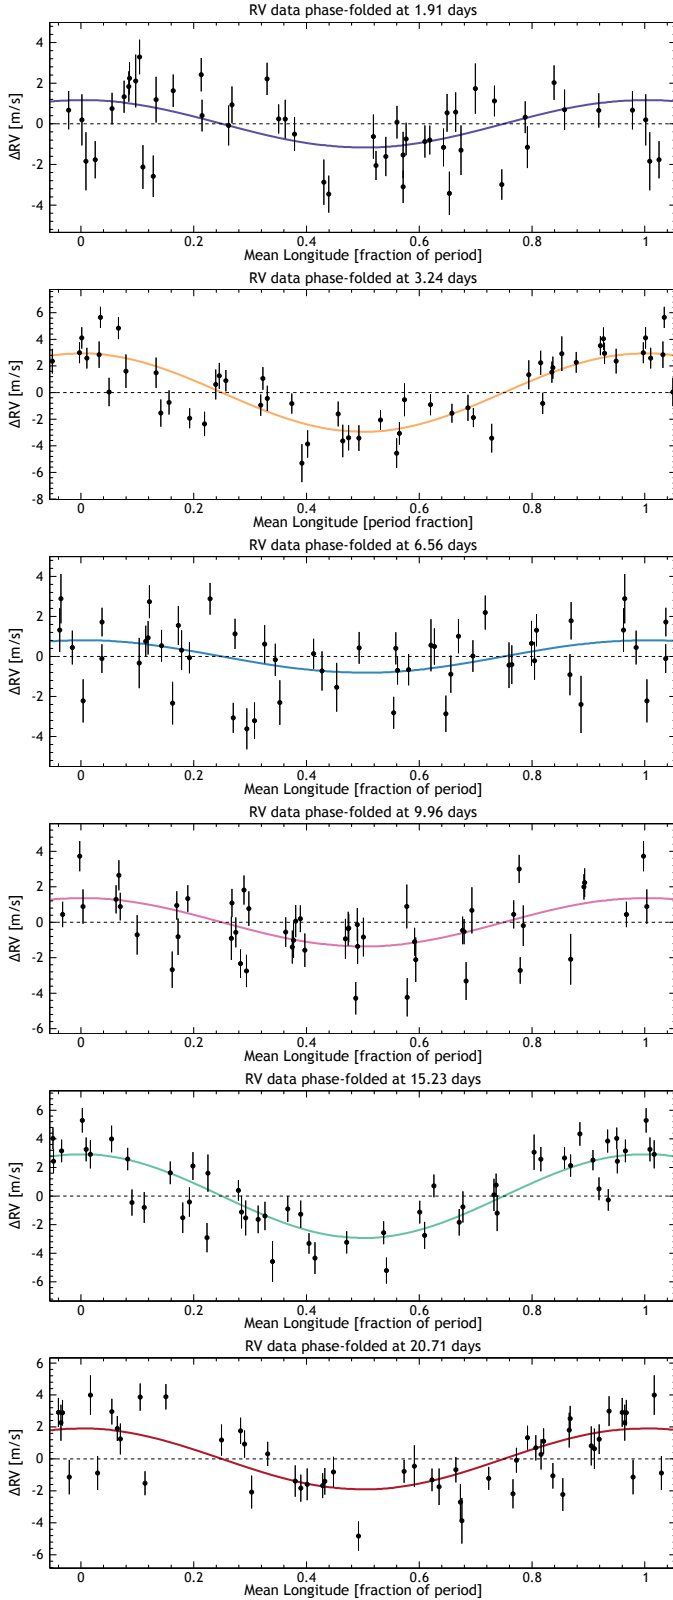 RV data phase-folded at 1.91 days
4
2
0
-2
-4
ΔRV [m/s]
0 0.2 0.4 0.6 0.8 1
Mean Longitude [fraction of period]
RV data phase-folded at 3.24 days
6
4
2
0
-2
-4
-6
-8
ΔRV [m/s]
0 0.2 0.4 0.6 0.8 1
Mean Longitude [period fraction]
RV data phase-folded at 6.56 days
4
2
0
-2
-4
ΔRV [m/s]
0 0.2 0.4 0.6 0.8 1
Mean Longitude [fraction of period]
RV data phase-folded at 9.96 days
4
2
0
-2
-4
-6
ΔRV [m/s]
0 0.2 0.4 0.6 0.8 1
Mean Longitude [fraction of period]
RV data phase-folded at 15.23 days
6
4
2
0
-2
-4
-6
ΔRV [m/s]
0 0.2 0.4 0.6 0.8 1
Mean Longitude [fraction of period]
RV data phase-folded at 20.71 days
6
4
2
0
-2
-4
-6
ΔRV [m/s]
0 0.2 0.4 0.6 0.8 1
Mean Longitude [fraction of period]